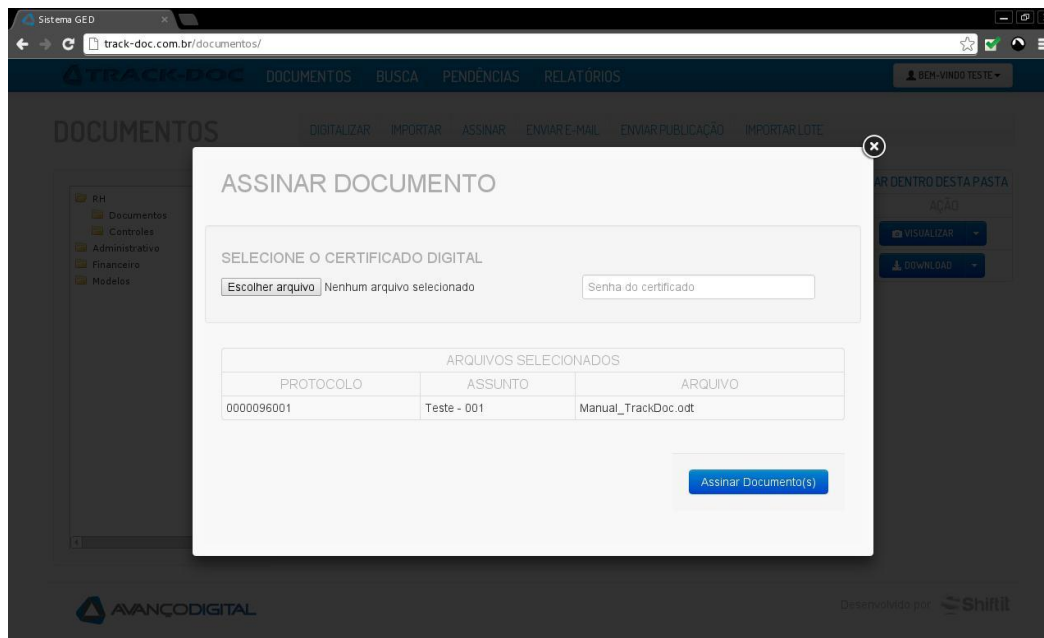 Sistema GED
track-doc.com.br/documentos/
TRACK-DOC DOCUMENTOS BUSCA PENDÊNCIAS RELATÓRIOS BEM-VINDO TESTE
DOCUMENTOS DIGITALIZAR IMPORTAR ASSINAR ENVIAR E-MAIL ENVIAR PUBLICAÇÃO IMPORTAR LOTE
ASSINAR DOCUMENTO
AR DENTRO DESTA PASTA
RH
AÇÃO
Documentos
Controles
VISUALIZAR
Administrativo
Financeiro
DOWNLOAD
Modelos
SELECIONE O CERTIFICADO DIGITAL
Escolher arquivo Nenhum arquivo selecionado Senha do certificado
ARQUIVOS SELECIONADOS
PROTOCOLO ASSUNTO ARQUIVO
0000096001 Teste - 001 Manual_TrackDoc.odt
Assinar Documento(s)
AVANÇODIGITAL
Desenvolvido por Shiftit